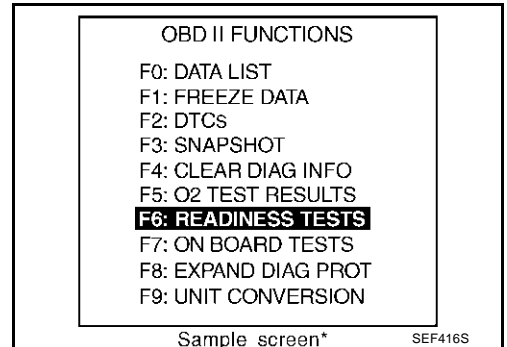 OBD II FUNCTIONS
F0: DATA LIST
F1: FREEZE DATA
F2: DTCs
F3: SNAPSHOT
F4: CLEAR DIAG INFO
F5: O2 TEST RESULTS
F6: READINESS TESTS
F7: ON BOARD TESTS
F8: EXPAND DIAG PROT
F9: UNIT CONVERSION
Sample screen*
SEF416S